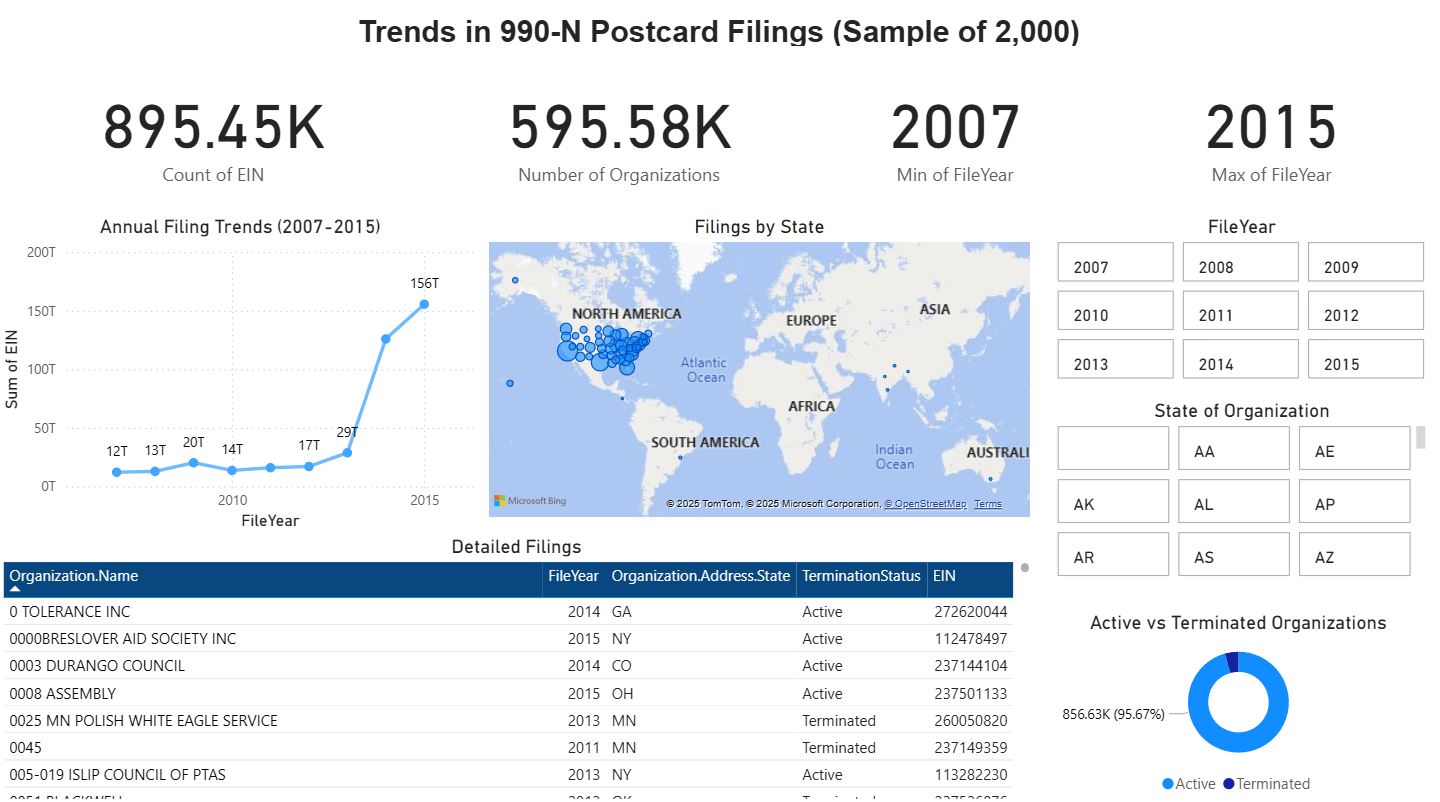 Trends in 990-N Postcard Filings (Sample of 2,000)
895.45K
Count of EIN
595.58K
Number of Organizations
2007
Min of FileYear
2015
Max of FileYear
Annual Filing Trends (2007-2015)
Sum of EIN
200T
150T
100T
50T
0T
12T
13T
20T
14T
17T
29T
156T
2010
2015
FileYear
Filings by State
NORTH AMERICA
EUROPE
ASIA
Atlantic
Ocean
AFRICA
SOUTH AMERICA
Indian
Ocean
AUSTRALI
Microsoft Bing
© 2025 TomTom, © 2025 Microsoft Corporation, © OpenStreetMap Terms
FileYear
2007 2008 2009
2010 2011 2012
2013 2014 2015
State of Organization
AA AE
AK AL AP
AR AS AZ
Detailed Filings
Organization.Name FileYear Organization.Address.State TerminationStatus EIN
0 TOLERANCE INC 2014 GA Active 272620044
0000BRESLOVER AID SOCIETY INC 2015 NY Active 112478497
0003 DURANGO COUNCIL 2014 CO Active 237144104
0008 ASSEMBLY 2015 OH Active 237501133
0025 MN POLISH WHITE EAGLE SERVICE 2013 MN Terminated 260050820
0045 2011 MN Terminated 237149359
005-019 ISLIP COUNCIL OF PTAS 2013 NY Active 113282230
Active vs Terminated Organizations
856.63K (95.67%)
Active Terminated